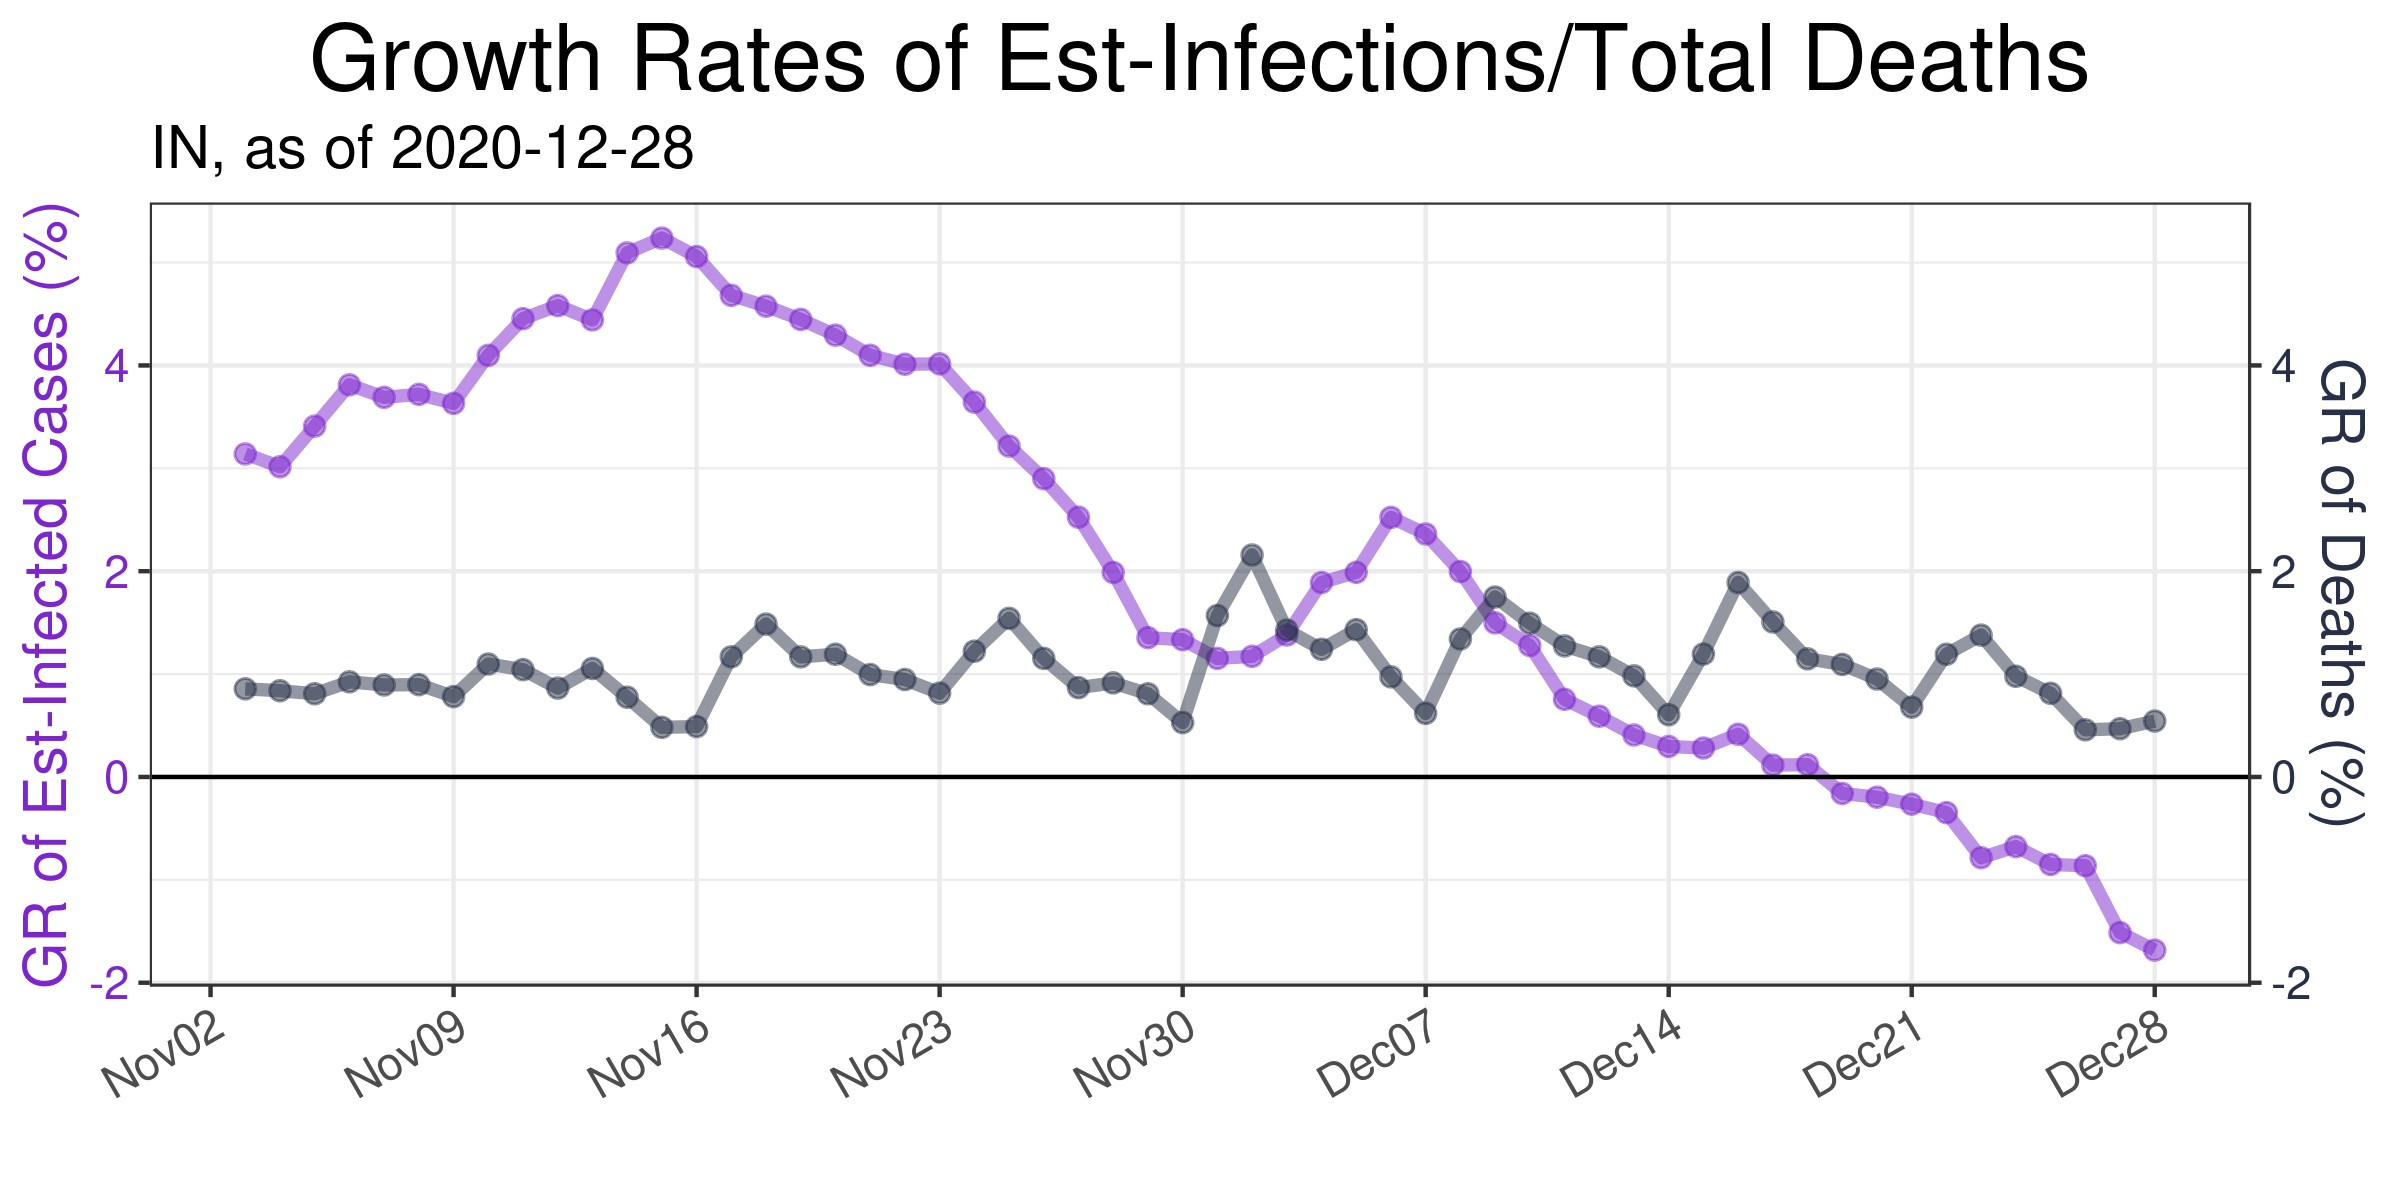 Growth Rates of Est-Infections/Total Deaths
IN, as of 2020-12-28
GR of Est-Infected Cases (%)
4
2
0
-2
4
2
0
-2
GR of Deaths (%)
Nov02
Nov09
Nov16
Nov23
Nov30
Dec07
Dec14
Dec21
Dec28